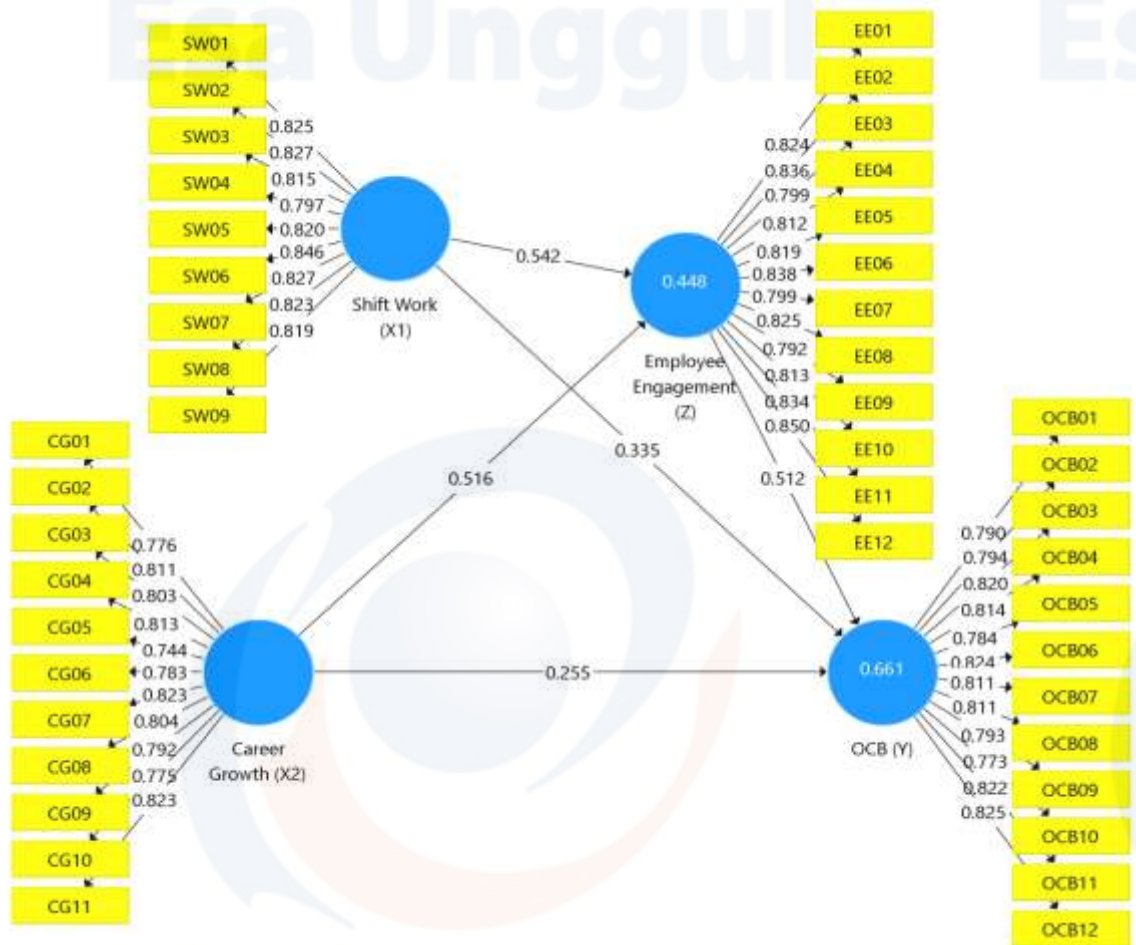 Esa Unggul
Es
SW01
SW02
SW03
SW04
SW05
SW06
SW07
SW08
SW09
0.825
0.827
0.815
0.797
0.820
0.846
0.827
0.823
0.819
Shift Work
(X1)
0.542
0.335
EE01
EE02
EE03
EE04
EE05
EE06
EE07
EE08
EE09
EE10
EE11
EE12
0.824
0.836
0.799
0.812
0.819
0.838
0.799
0.825
0.792
0.813
0.834
0.850
0.448
Employee
Engagement
(Z)
0.512
CG01
CG02
CG03
CG04
CG05
CG06
CG07
CG08
CG09
CG10
CG11
0.776
0.811
0.803
0.813
0.744
0.783
0.823
0.804
0.792
0.775
0.823
Career
Growth (X2)
0.516
0.255
0.661
OCB (Y)
0.790
0.794
0.820
0.814
0.784
0.824
0.811
0.811
0.793
0.773
0.822
0.825
OCB01
OCB02
OCB03
OCB04
OCB05
OCB06
OCB07
OCB08
OCB09
OCB10
OCB11
OCB12